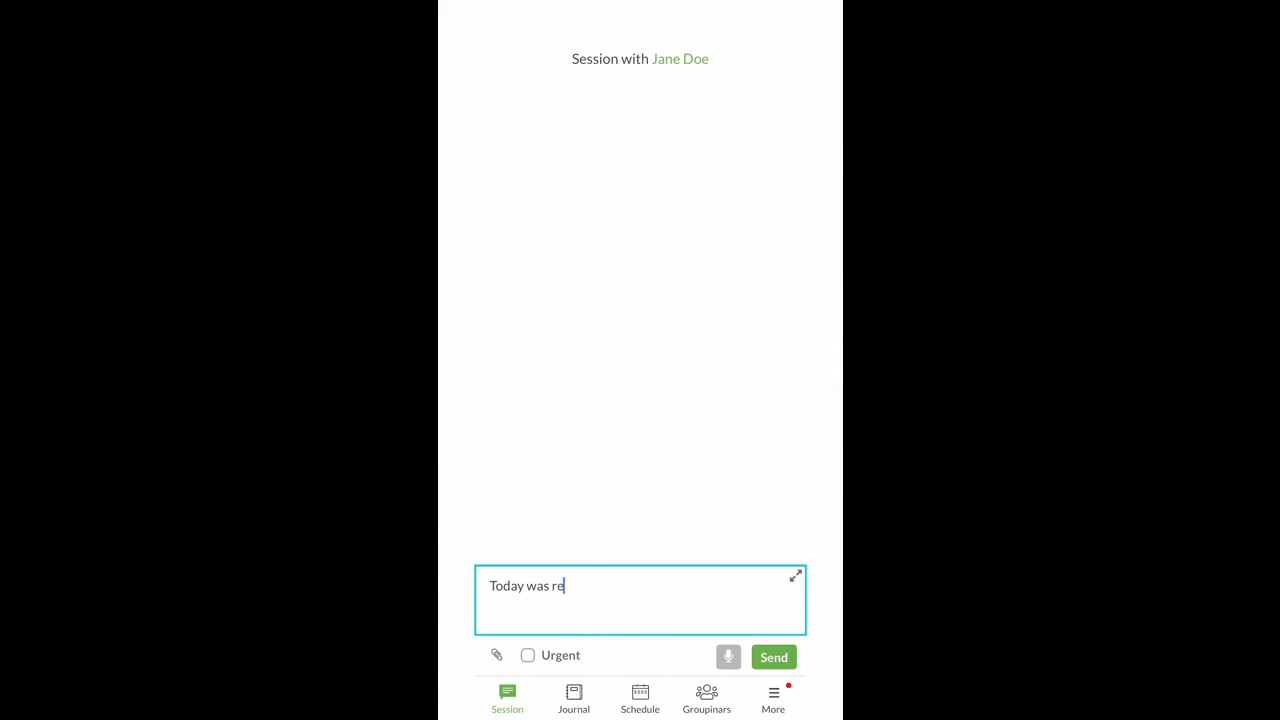 Session with Jane Doe
Today was re
Urgent
Send
Session
Journal
Schedule
Groupinars
More